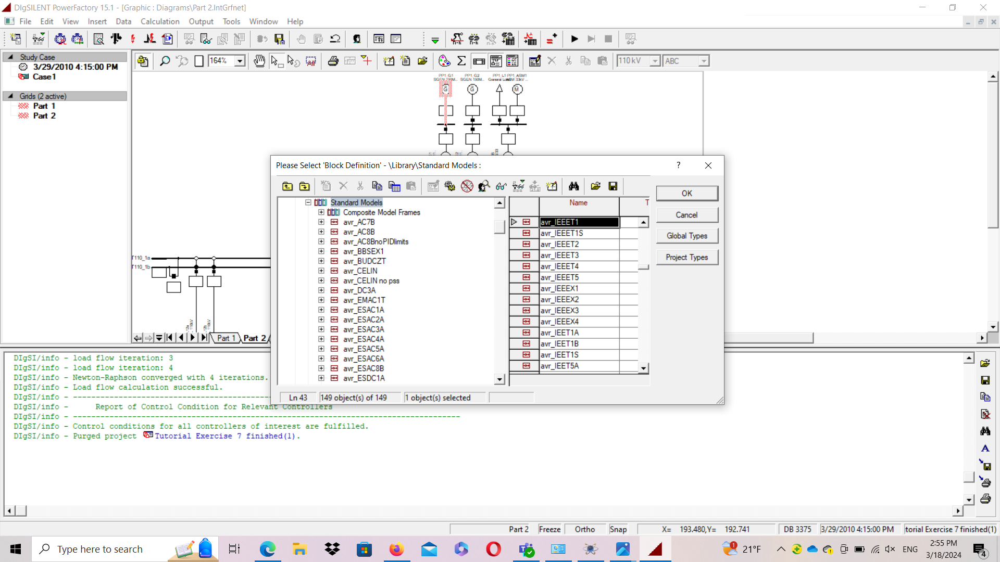 DIgSILENT PowerFactory 15.1 - [Graphic : Diagrams\Part 2.IntGrfnet]
File Edit View Insert Data Calculation Output Tools Window Help
Study Case
3/29/2010 4:15:00 PM
Case1
Grids (2 active)
Part 1
Part 2
164%
110 kV
ABC
PP1_G1
PP1_G2
PP1_L1 PP1_ASM1
Please Select 'Block Definition' - \Library\Standard Models :
Standard Models
Composite Model Frames
avr_AC7B
avr_AC8B
avr_AC8BnoPIDlimits
avr_BBSEX1
avr_BUDCZT
avr_CELIN
avr_CELIN no pss
avr_DC3A
avr_EMAC1T
avr_ESAC1A
avr_ESAC2A
avr_ESAC3A
avr_ESAC4A
avr_ESAC5A
avr_ESAC6A
avr_ESAC8B
avr_ESDC1A
Name
T
avr_IEEET1
avr_IEEET1S
avr_IEEET2
avr_IEEET3
avr_IEEET4
avr_IEEET5
avr_IEEEX1
avr_IEEEX2
avr_IEEEX3
avr_IEEEX4
avr_IEET1A
avr_IEET1B
avr_IEET1S
avr_IEET5A
OK
Cancel
Global Types
Project Types
Ln 43
149 object(s) of 149
1 object(s) selected
T110_1a
T110_1b
Part 1
Part 2
DIgSI/info - load flow iteration: 3
DIgSI/info - load flow iteration: 4
DIgSI/info - Newton-Raphson converged with 4 iterations.
DIgSI/info - Load flow calculation successful.
DIgSI/info - ------------------------------------------------
DIgSI/info - Report of Control Condition for Relevant Controllers
DIgSI/info - --------------------------------------------------------------------------------
DIgSI/info - Control conditions for all controllers of interest are fulfilled.
DIgSI/info - Purged project Tutorial Exercise 7 finished(1).
Part 2
Freeze
Ortho
Snap
X= 193.480,Y= 192.741
DB 3375
3/29/2010 4:15:00 PM
torial Exercise 7 finished(1)
Type here to search
1
21°F
ENG
2:55 PM
3/18/2024
4